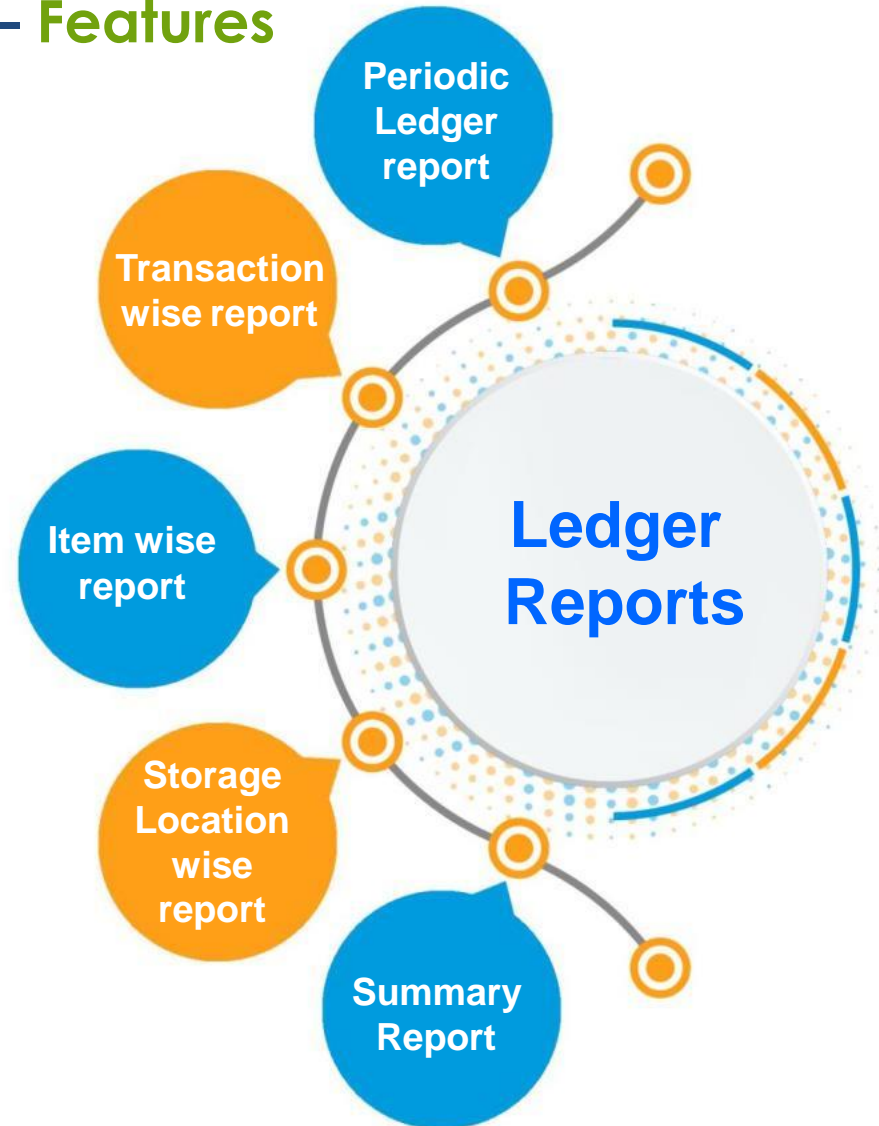 – Features
Periodic
Ledger
report
Transaction
wise report
Item wise
report
Storage
Location
wise
report
Summary
Report
Ledger
Reports